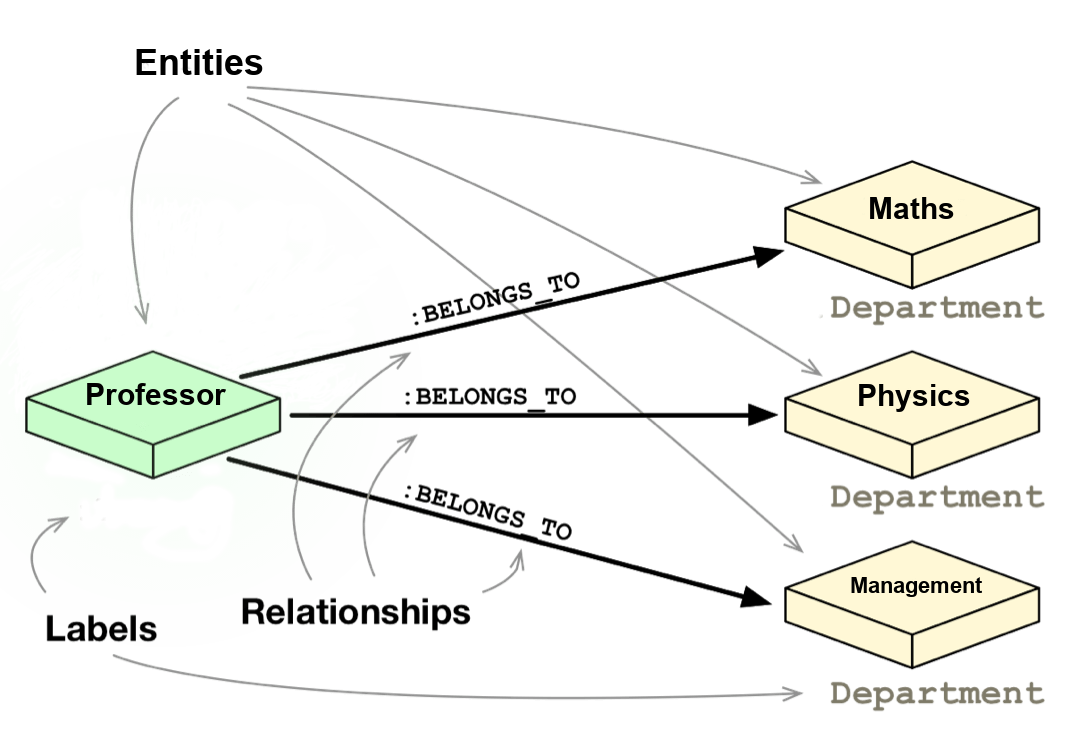 Entities
Maths
:BELONGS_TO
Department
Professor
:BELONGS_TO
Physics
Department
:BELONGS_TO
Management
Relationships
Labels
Department